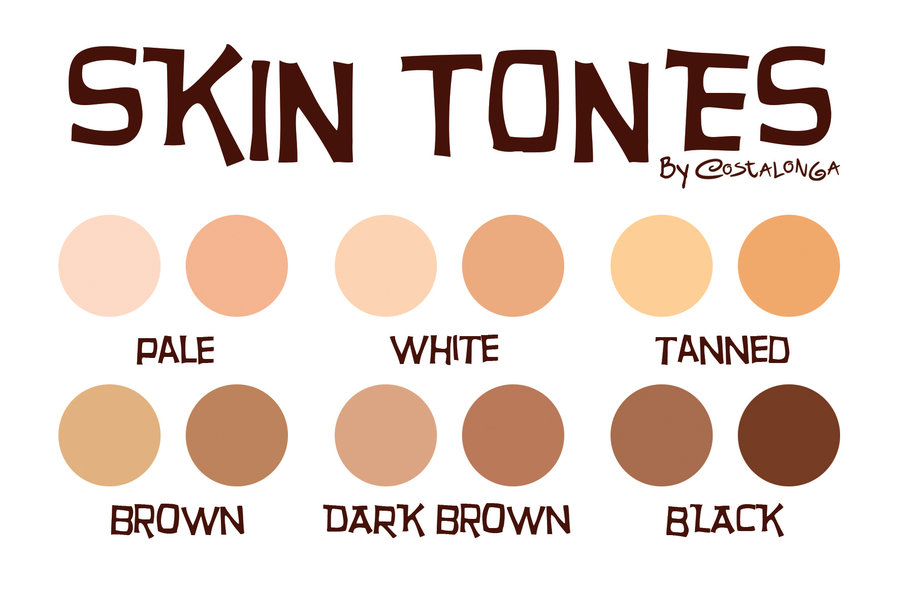 SKIN TONES
By COSTALONGA
PALE
WHITE
TANNED
BROWN
DARK BROWN
BLACK